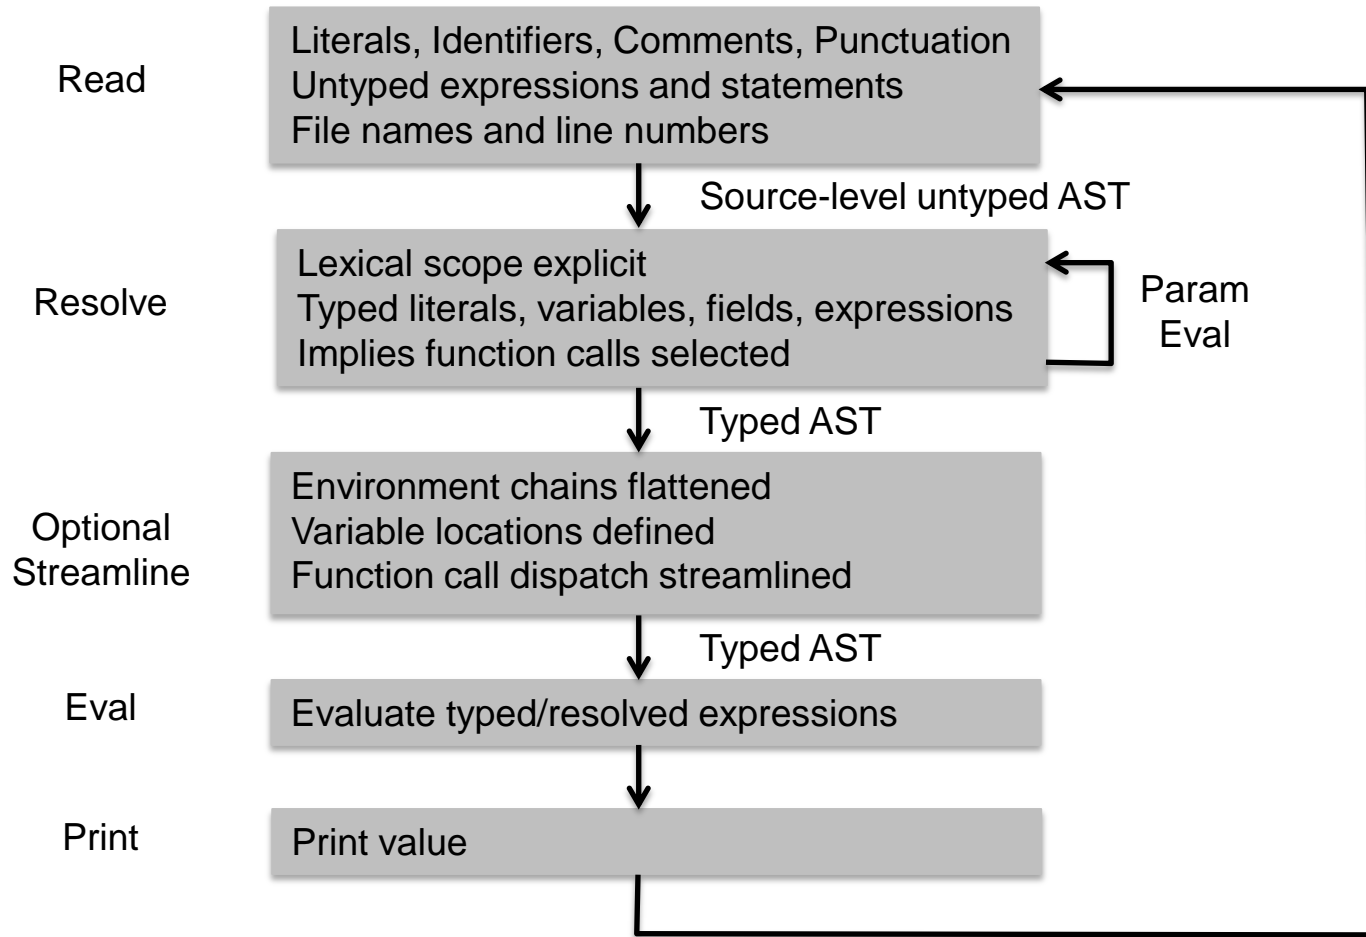 Read
Literals, Identifiers, Comments, Punctuation
Untyped expressions and statements
File names and line numbers
Source-level untyped AST
Resolve
Lexical scope explicit
Typed literals, variables, fields, expressions
Implies function calls selected
Param
Eval
Typed AST
Optional
Streamline
Environment chains flattened
Variable locations defined
Function call dispatch streamlined
Typed AST
Eval
Evaluate typed/resolved expressions
Print
Print value